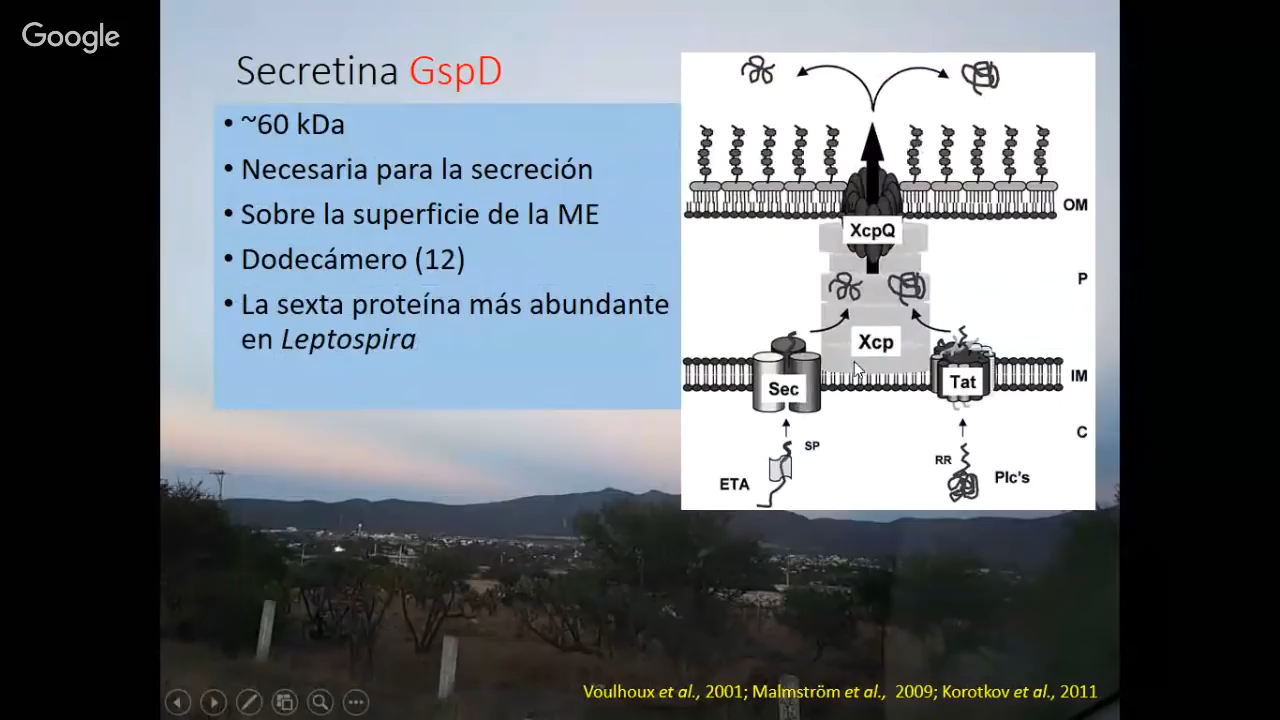 Google
Secretina GspD
• ~60 kDa
• Necesaria para la secreción
• Sobre la superficie de la ME
• Dodecámero (12)
• La sexta proteína más abundante
en Leptospira
OM
XcpQ
P
Xcp
IM
Sec
Tat
C
SP
RR
ETA
Plc's
Voulhoux et al., 2001; Malmström et al., 2009; Korotkov et al., 2011